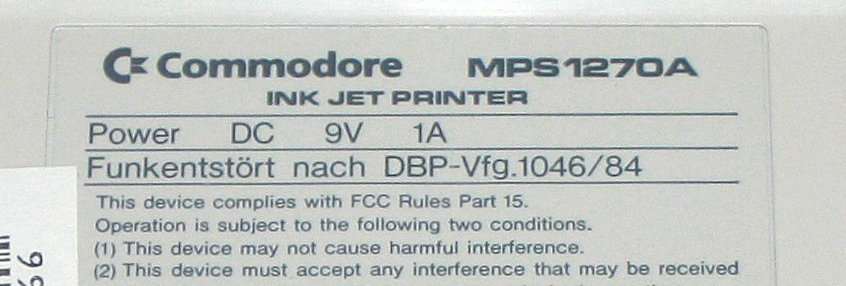 Commodore MPS1270A
INK JET PRINTER
Power DC 9V 1A
Funkentstört nach DBP-Vfg.1046/84
This device complies with FCC Rules Part 15.
Operation is subject to the following two conditions.
(1) This device may not cause harmful interference.
(2) This device must accept any interference that may be received